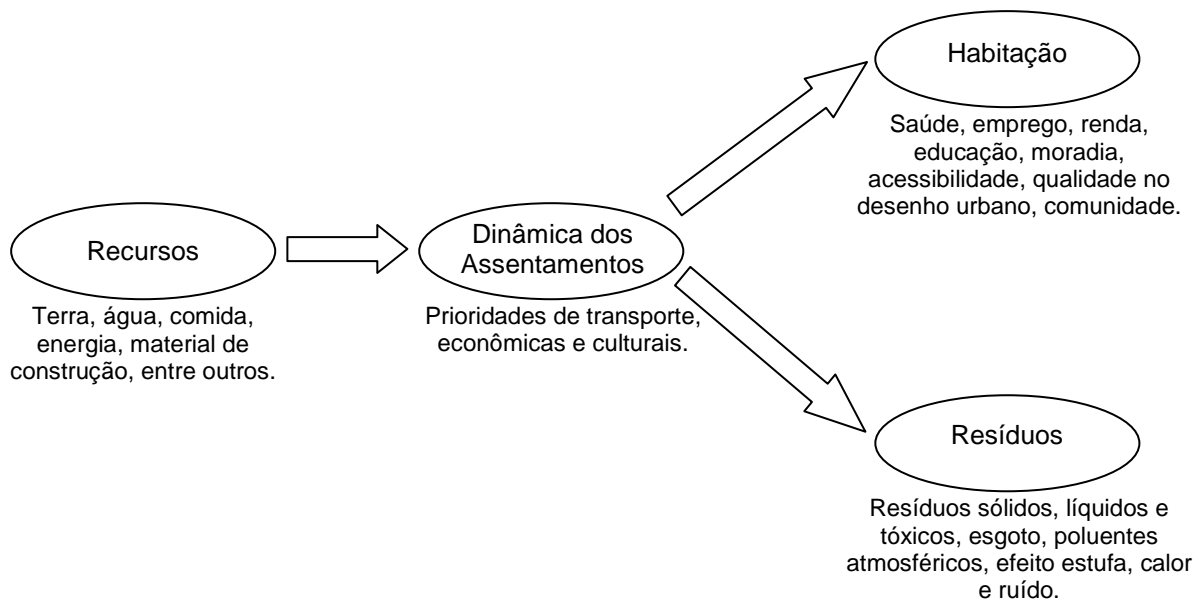 Recursos
Terra, água, comida,
energia, material de
construção, entre outros.
Dinâmica dos
Assentamentos
Prioridades de transporte,
econômicas e culturais.
Habitação
Saúde, emprego, renda,
educação, moradia,
acessibilidade, qualidade no
desenho urbano, comunidade.
Resíduos
Resíduos sólidos, líquidos e
tóxicos, esgoto, poluentes
atmosféricos, efeito estufa, calor
e ruído.